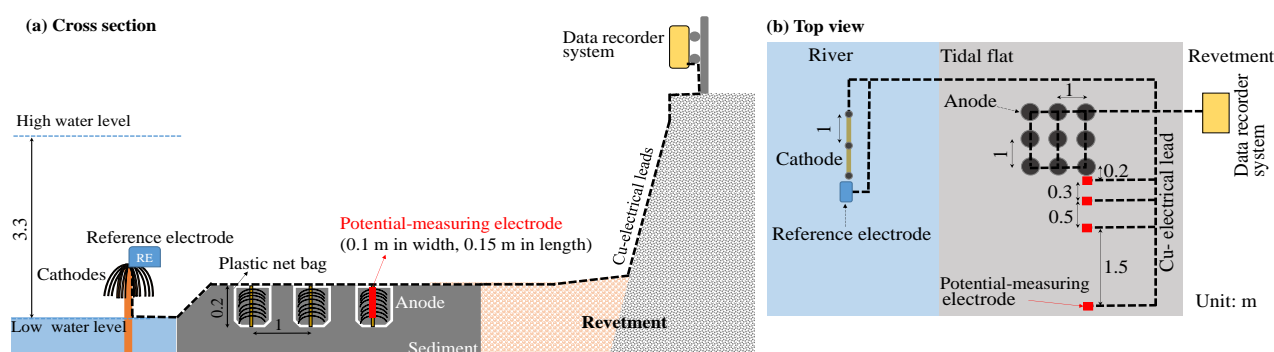 (a) Cross section
Data recorder
system
High water level
3.3
Reference electrode
RE
Cathodes
Low water level
Plastic net bag
0.2
1
Potential-measuring electrode
(0.1 m in width, 0.15 m in length)
Anode
Sediment
Cu-electrical leads
Revetment
(b) Top view
River
Tidal flat
Revetment
Anode
1
1
1
Cathode
Reference electrode
0.2
0.3
0.5
1.5
Cu- electrical lead
Data recorder
system
Potential-measuring
electrode
Unit: m